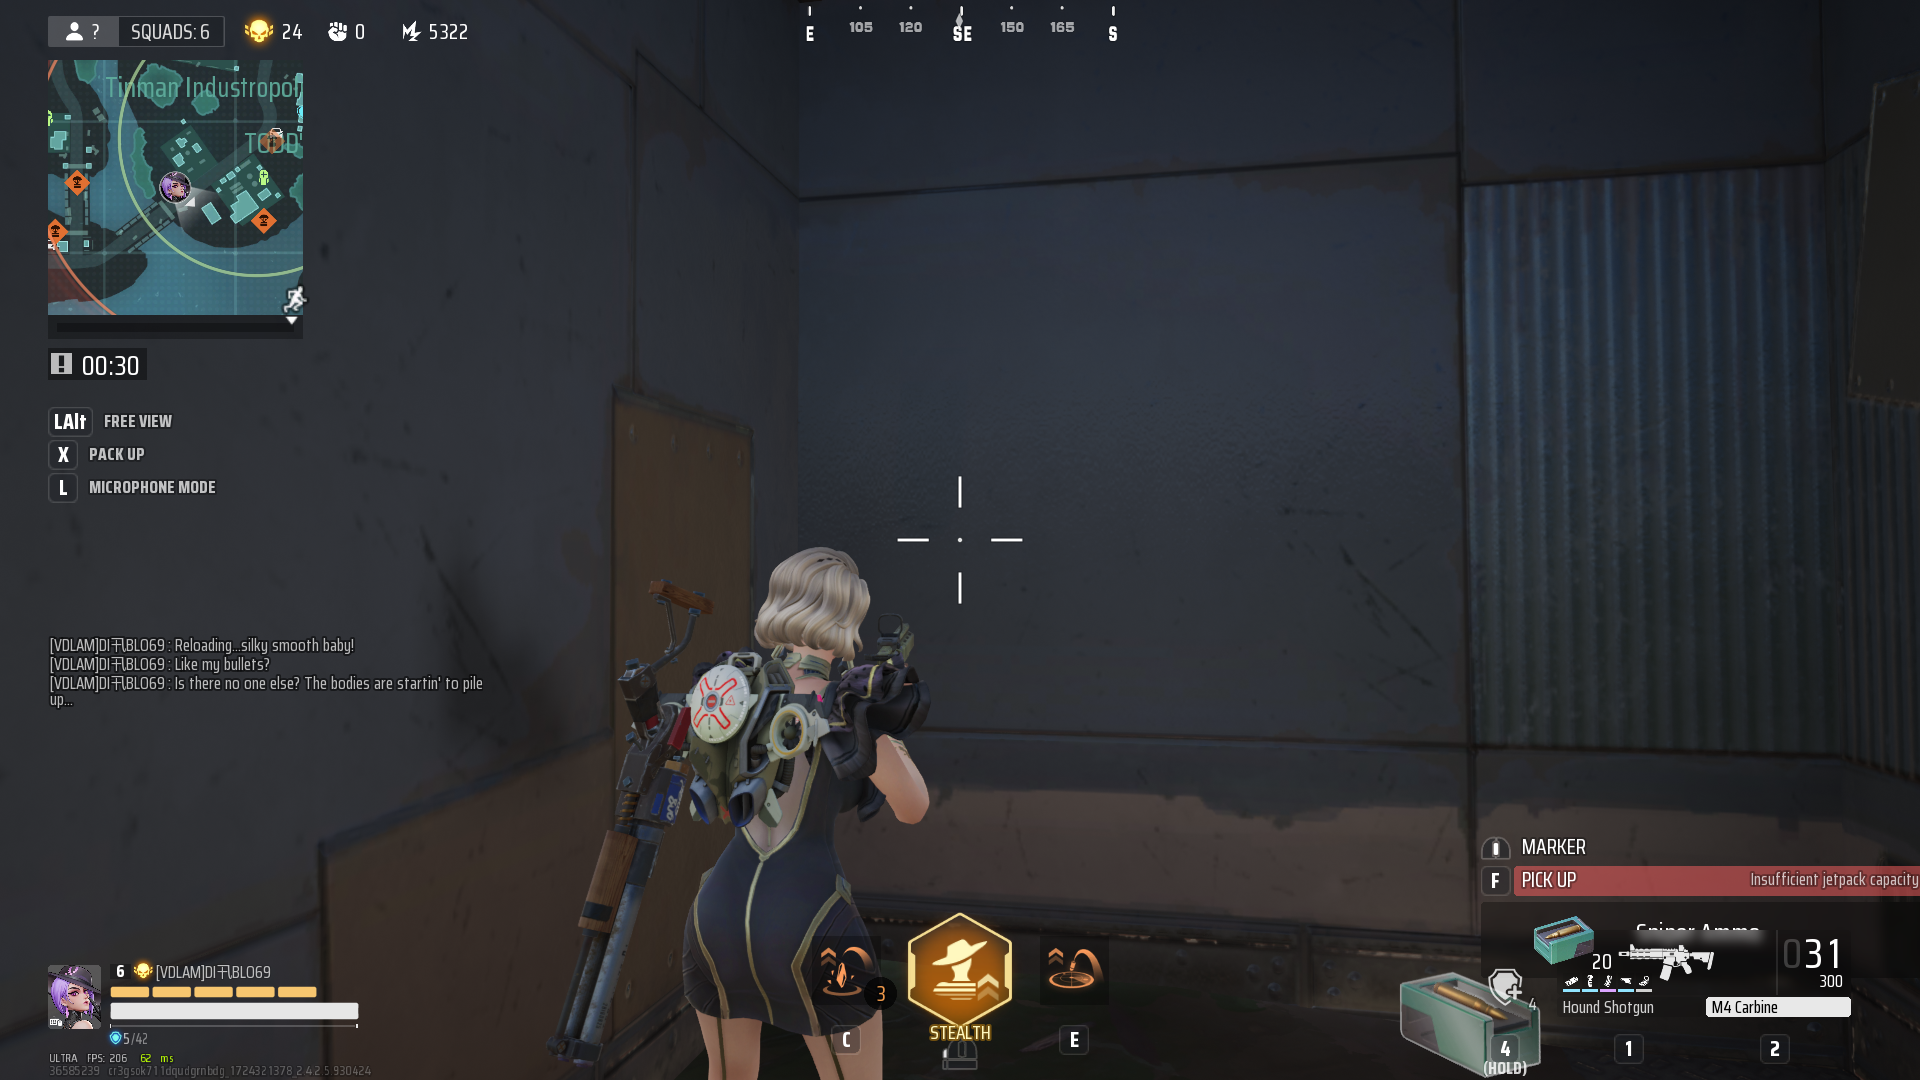 ? SQUADS: 6 24 0 5322
E 105 120 SE 150 165 S
Tinman Industropol
TODD
00:30
LAlt FREE VIEW
X PACK UP
L MICROPHONE MODE
[VDLAM]DI卂BLO69 : Reloading...silky smooth baby!
[VDLAM]DI卂BLO69 : Like my bullets?
[VDLAM]DI卂BLO69 : Is there no one else? The bodies are startin' to pile
up...
MARKER
F PICK UP Insufficient jetpack capacity
Sniper Ammo
20
031
300
4
Hound Shotgun
M4 Carbine
4
(HOLD)
1
2
6 [VDLAM]DI卂BLO69
5/42
3
STEALTH
C
E
ULTRA FPS: 206 62 ms